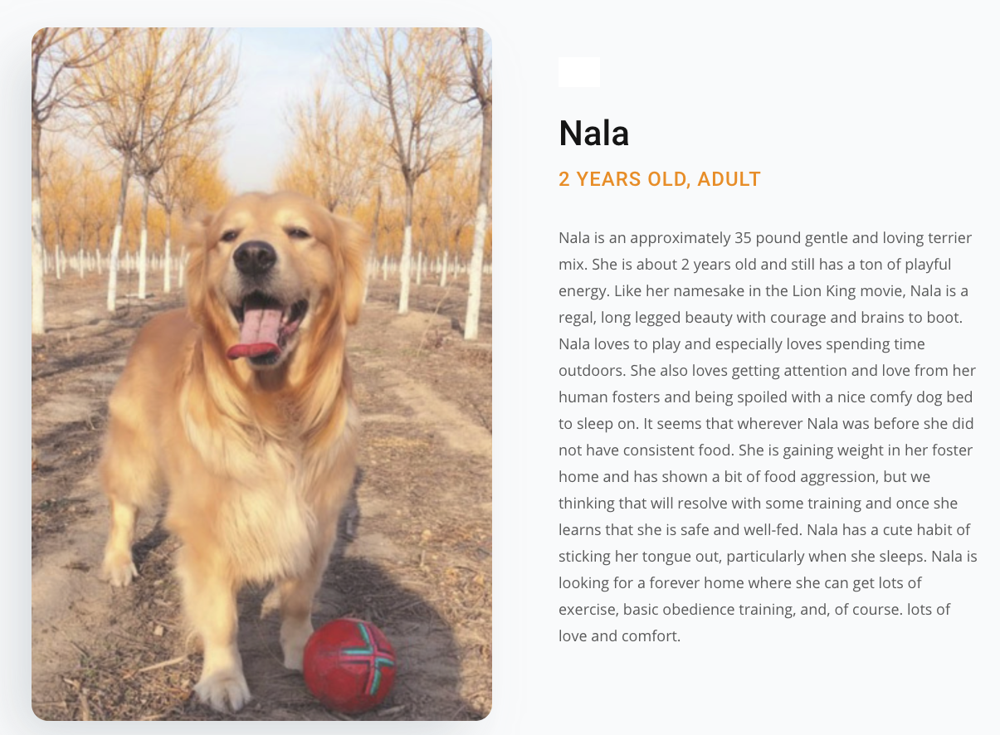 Nala
2 YEARS OLD, ADULT
Nala is an approximately 35 pound gentle and loving terrier
mix. She is about 2 years old and still has a ton of playful
energy. Like her namesake in the Lion King movie, Nala is a
regal, long legged beauty with courage and brains to boot.
Nala loves to play and especially loves spending time
outdoors. She also loves getting attention and love from her
human fosters and being spoiled with a nice comfy dog bed
to sleep on. It seems that wherever Nala was before she did
not have consistent food. She is gaining weight in her foster
home and has shown a bit of food aggression, but we
thinking that will resolve with some training and once she
learns that she is safe and well-fed. Nala has a cute habit of
sticking her tongue out, particularly when she sleeps. Nala is
looking for a forever home where she can get lots of
exercise, basic obedience training, and, of course. lots of
love and comfort.